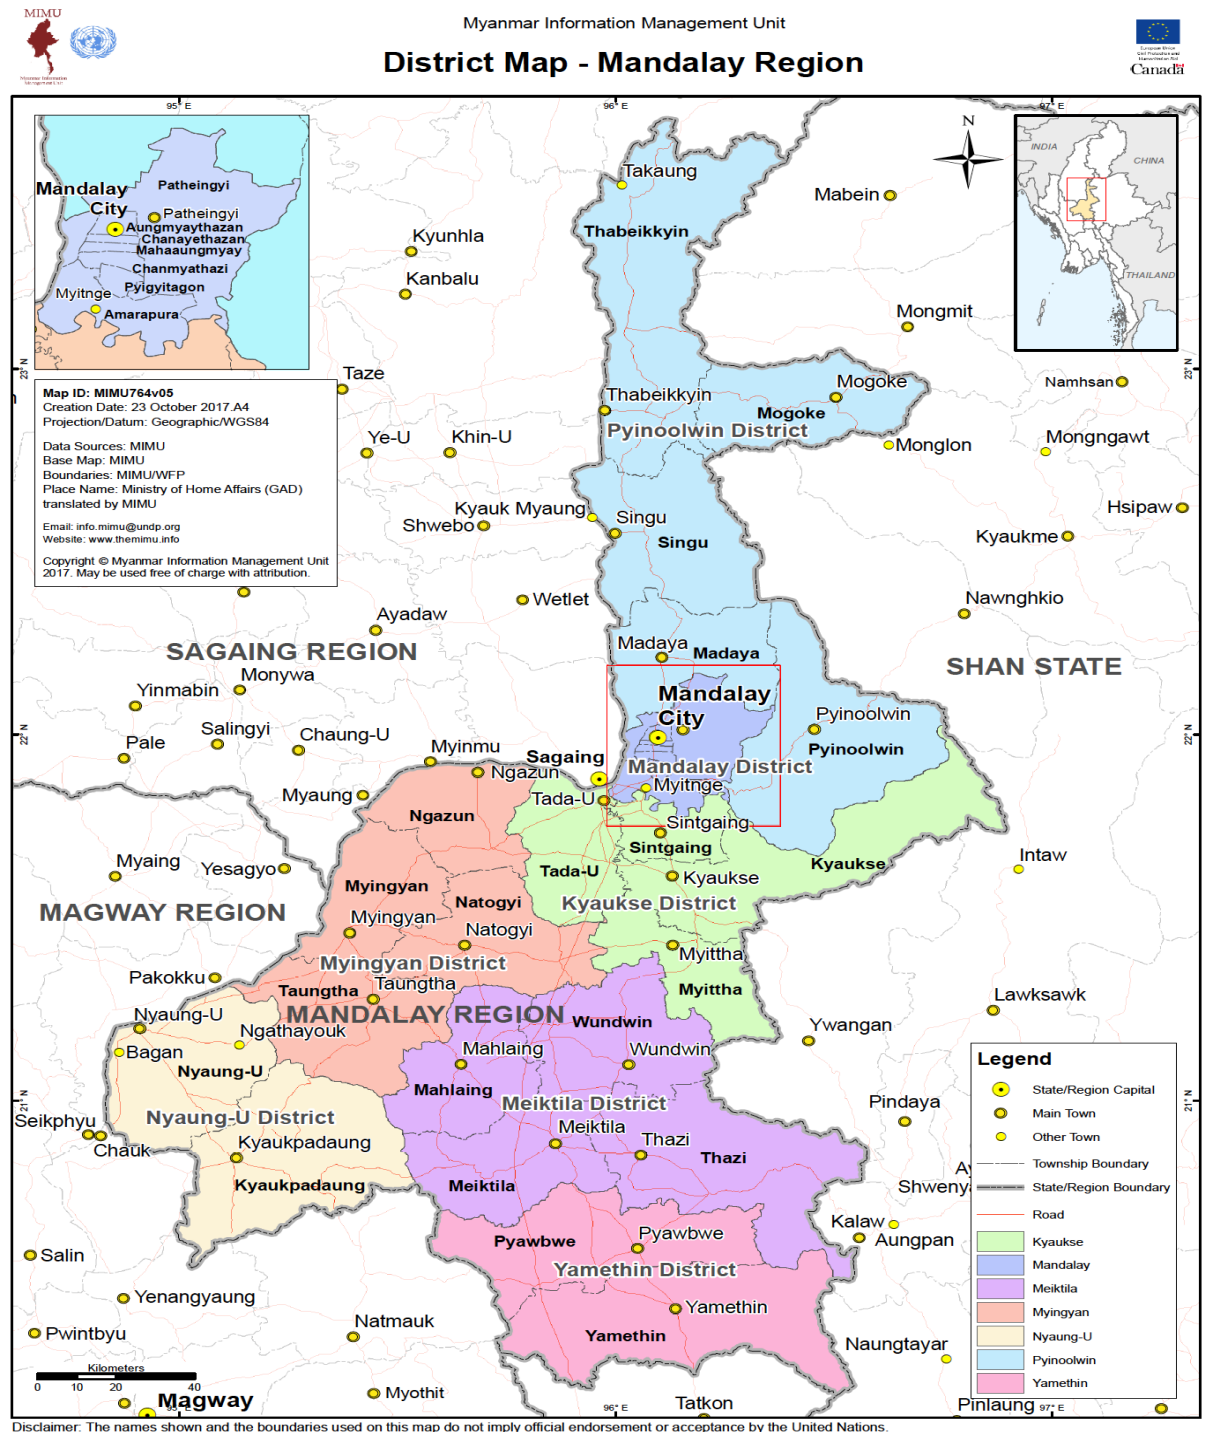 MIMU
Myanmar Information Management Unit
District Map - Mandalay Region
Canada
95° E
96° E
97° E
N
Mandalay City
Patheingyi
Patheingyi
Aungmyaythazan
Chanayethazan
Mahaaungmyay
Chanmyathazi
Pyigyitagon
Myitnge
Amarapura
INDIA
CHINA
THAILAND
Map ID: MIMU764v05
Creation Date: 23 October 2017.A4
Projection/Datum: Geographic/WGS84
Data Sources: MIMU
Base Map: MIMU
Boundaries: MIMU/WFP
Place Name: Ministry of Home Affairs (GAD)
translated by MIMU
Email: info.mimu@undp.org
Website: www.themimu.info
Copyright © Myanmar Information Management Unit
2017. May be used free of charge with attribution.
Takaung
Mabein
Thabeikkyin
Kyunhla
Kanbalu
Mongmit
23° N
23° N
Taze
Mogoke
Namhsan
Thabeikkyin
Mogoke
Pyinoolwin District
Ye-U
Khin-U
Monglon
Mongngawt
Kyauk Myaung
Shwebo
Singu
Singu
Hsipaw
Kyaukme
Wetlet
Nawnghkio
Ayadaw
SAGAING REGION
Madaya
Madaya
SHAN STATE
Monywa
Yinmabin
Mandalay
City
Pyinoolwin
Salingyi
Chaung-U
Pale
22° N
22° N
Myinmu
Pyinoolwin
Sagaing
Mandalay District
Ngazun
Myitnge
Myaung
Tada-U
Ngazun
Sintgaing
Sintgaing
Myaing
Yesagyo
Tada-U
Kyaukse
Intaw
Myingyan
Kyaukse
Natogyi
Kyaukse District
MAGWAY REGION
Myingyan
Natogyi
Myittha
Myingyan District
Pakokku
Taungtha
Taungtha
Myittha
Lawksawk
MANDALAY REGION
Nyaung-U
Wundwin
Ywangan
Ngathayouk
Bagan
Mahlaing
Wundwin
Nyaung-U
Mahlaing
Legend
State/Region Capital
Main Town
Other Town
Township Boundary
State/Region Boundary
Road
Kyaukse
Mandalay
Meiktila
Myingyan
Nyaung-U
Pyinoolwin
Yamethin
21° N
21° N
Meiktila District
Pindaya
Nyaung-U District
Seikphyu
Chauk
Kyaukpadaung
Meiktila
Thazi
Thazi
Kyaukpadaung
Meiktila
Shwenya
Kalaw
Aungpan
Pyawbwe
Pyawbwe
Salin
Yamethin District
Yenangyaung
Yamethin
Natmauk
Pwintbyu
Yamethin
Naungtayar
Kilometers
0 10 20 40
Myothit
Magway
Tatkon
Pinlaung
95° E
96° E
97° E
Disclaimer: The names shown and the boundaries used on this map do not imply official endorsement or acceptance by the United Nations.